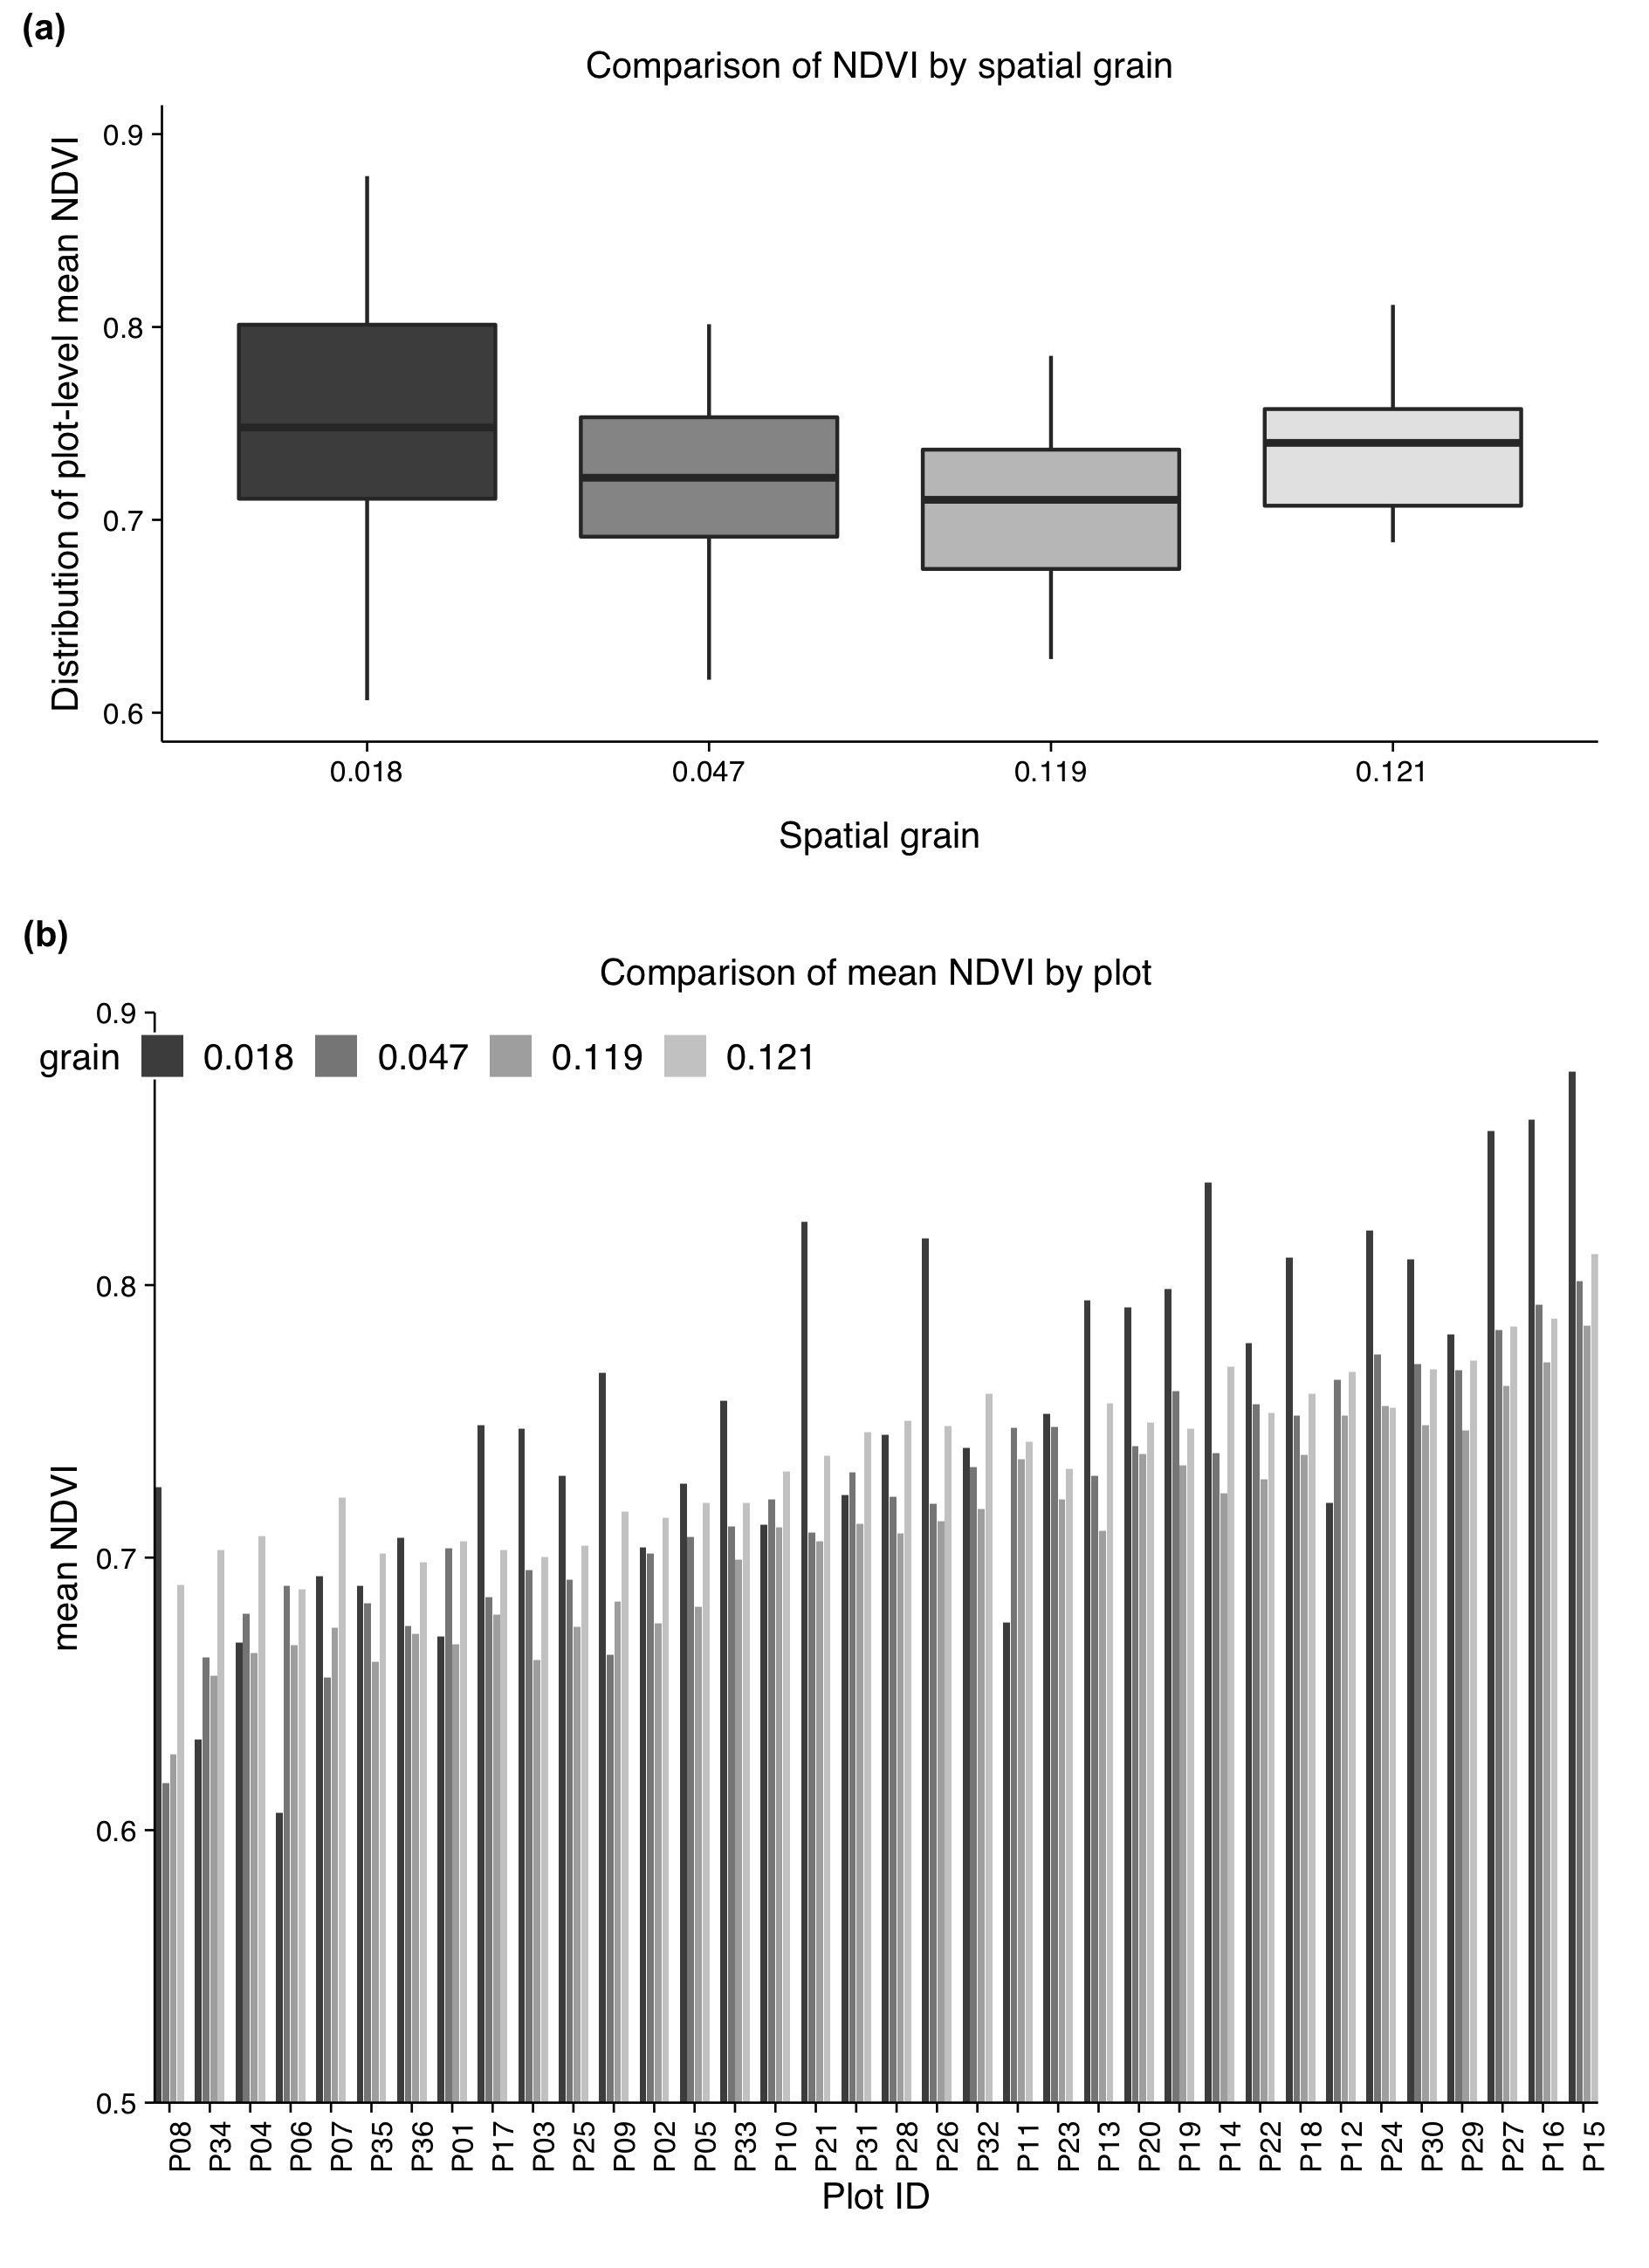 (a)
Comparison of NDVI by spatial grain
Distribution of plot-level mean NDVI
0.9
0.8
0.7
0.6
0.018 0.047 0.119 0.121
Spatial grain
(b)
Comparison of mean NDVI by plot
grain 0.018 0.047 0.119 0.121
mean NDVI
0.9
0.8
0.7
0.6
0.5
P08 P34 P04 P06 P07 P35 P36 P01 P17 P03 P25 P09 P02 P05 P33 P10 P21 P31 P28 P26 P32 P11 P23 P13 P20 P19 P14 P22 P18 P12 P24 P30 P29 P27 P16 P15
Plot ID